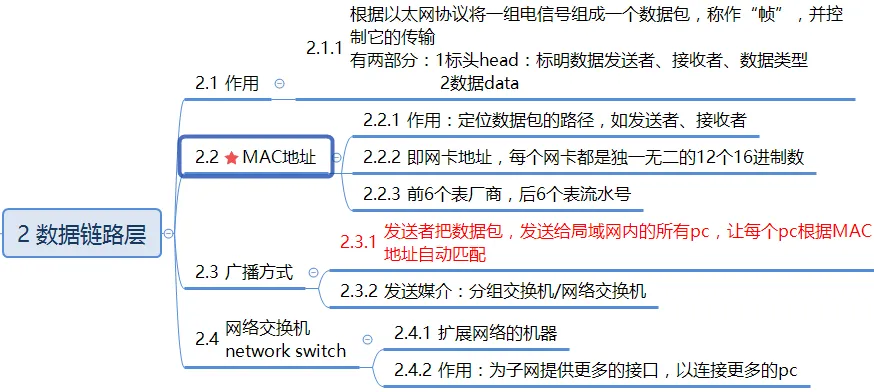 2 数据链路层
2.1 作用
2.1.1 根据以太网协议将一组电信号组成一个数据包，称作“帧”，并控
制它的传输
有两部分：1标头head：标明数据发送者、接收者、数据类型
2数据data
2.2 MAC地址
2.2.1 作用：定位数据包的路径，如发送者、接收者
2.2.2 即网卡地址，每个网卡都是独一无二的12个16进制数
2.2.3 前6个表厂商，后6个表流水号
2.3 广播方式
2.3.1 发送者把数据包，发送给局域网内的所有pc，让每个pc根据MAC
地址自动匹配
2.3.2 发送媒介：分组交换机/网络交换机
2.4 网络交换机
network switch
2.4.1 扩展网络的机器
2.4.2 作用：为子网提供更多的接口，以连接更多的pc